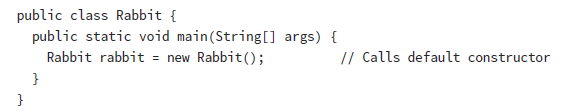 public class Rabbit {
  public static void main(String[] args) {
    Rabbit rabbit = new Rabbit();          // Calls default constructor
  }
}